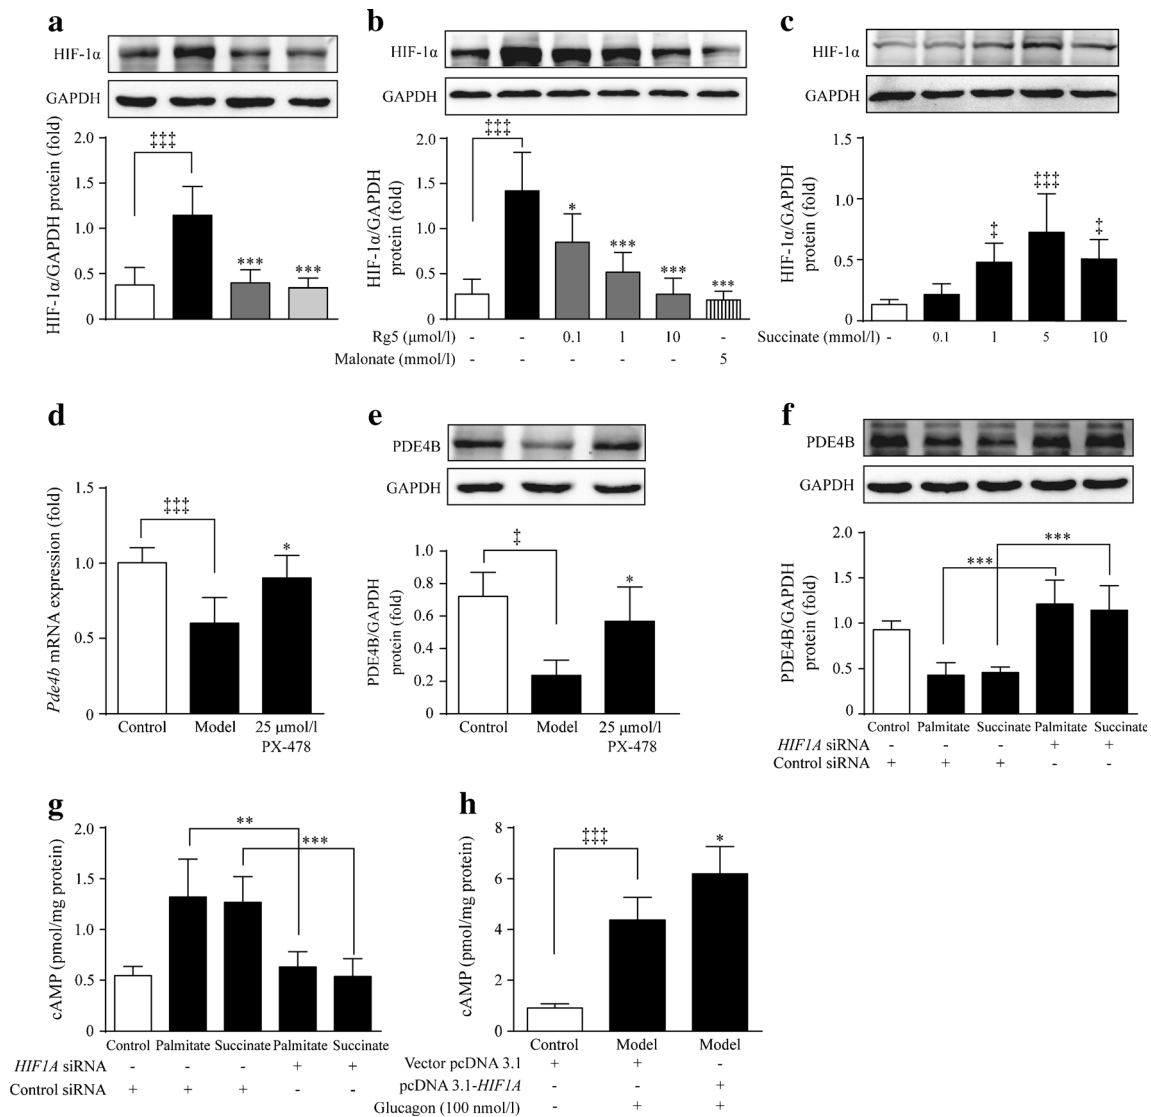 a
HIF-1α
GAPDH
HIF-1α/GAPDH protein (fold)
2.0
1.5
1.0
0.5
0
‡‡‡
‡‡‡
***
***
b
HIF-1α
GAPDH
HIF-1α/GAPDH
protein (fold)
2.0
1.5
1.0
0.5
0
‡‡‡
‡‡‡
*
***
***
***
Rg5 (μmol/l) - - 0.1 1 10 -
Malonate (mmol/l) - - - - - 5
c
HIF-1α
GAPDH
HIF-1α/GAPDH
protein (fold)
1.5
1.0
0.5
0
‡
‡‡‡
‡‡‡
‡
Succinate (mmol/l) - 0.1 1 5 10
d
Pde4b mRNA expression (fold)
1.5
1.0
0.5
0
‡‡‡
‡‡‡
*
Control Model 25 μmol/l
PX-478
e
PDE4B
GAPDH
PDE4B/GAPDH
protein (fold)
1.0
0.8
0.6
0.4
0.2
0
‡
*
Control Model 25 μmol/l
PX-478
f
PDE4B
GAPDH
PDE4B/GAPDH
protein (fold)
2.0
1.5
1.0
0.5
0
***
***
Control Palmitate Succinate Palmitate Succinate
HIF1A siRNA - - - + +
Control siRNA + + + - -
g
cAMP (pmol/mg protein)
2.0
1.5
1.0
0.5
0
**
***
Control Palmitate Succinate Palmitate Succinate
HIF1A siRNA - - - + +
Control siRNA + + + - -
h
cAMP (pmol/mg protein)
8
6
4
2
0
‡‡‡
‡‡‡
*
Control Model Model
Vector pcDNA 3.1 + + -
pcDNA 3.1-HIF1A - - +
Glucagon (100 nmol/l) - + +